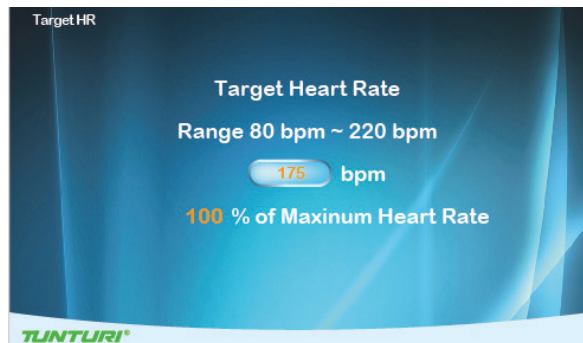 Target HR
Target Heart Rate
Range 80 bpm ~ 220 bpm
175 bpm
100 % of Maxinum Heart Rate
TUNTURI®